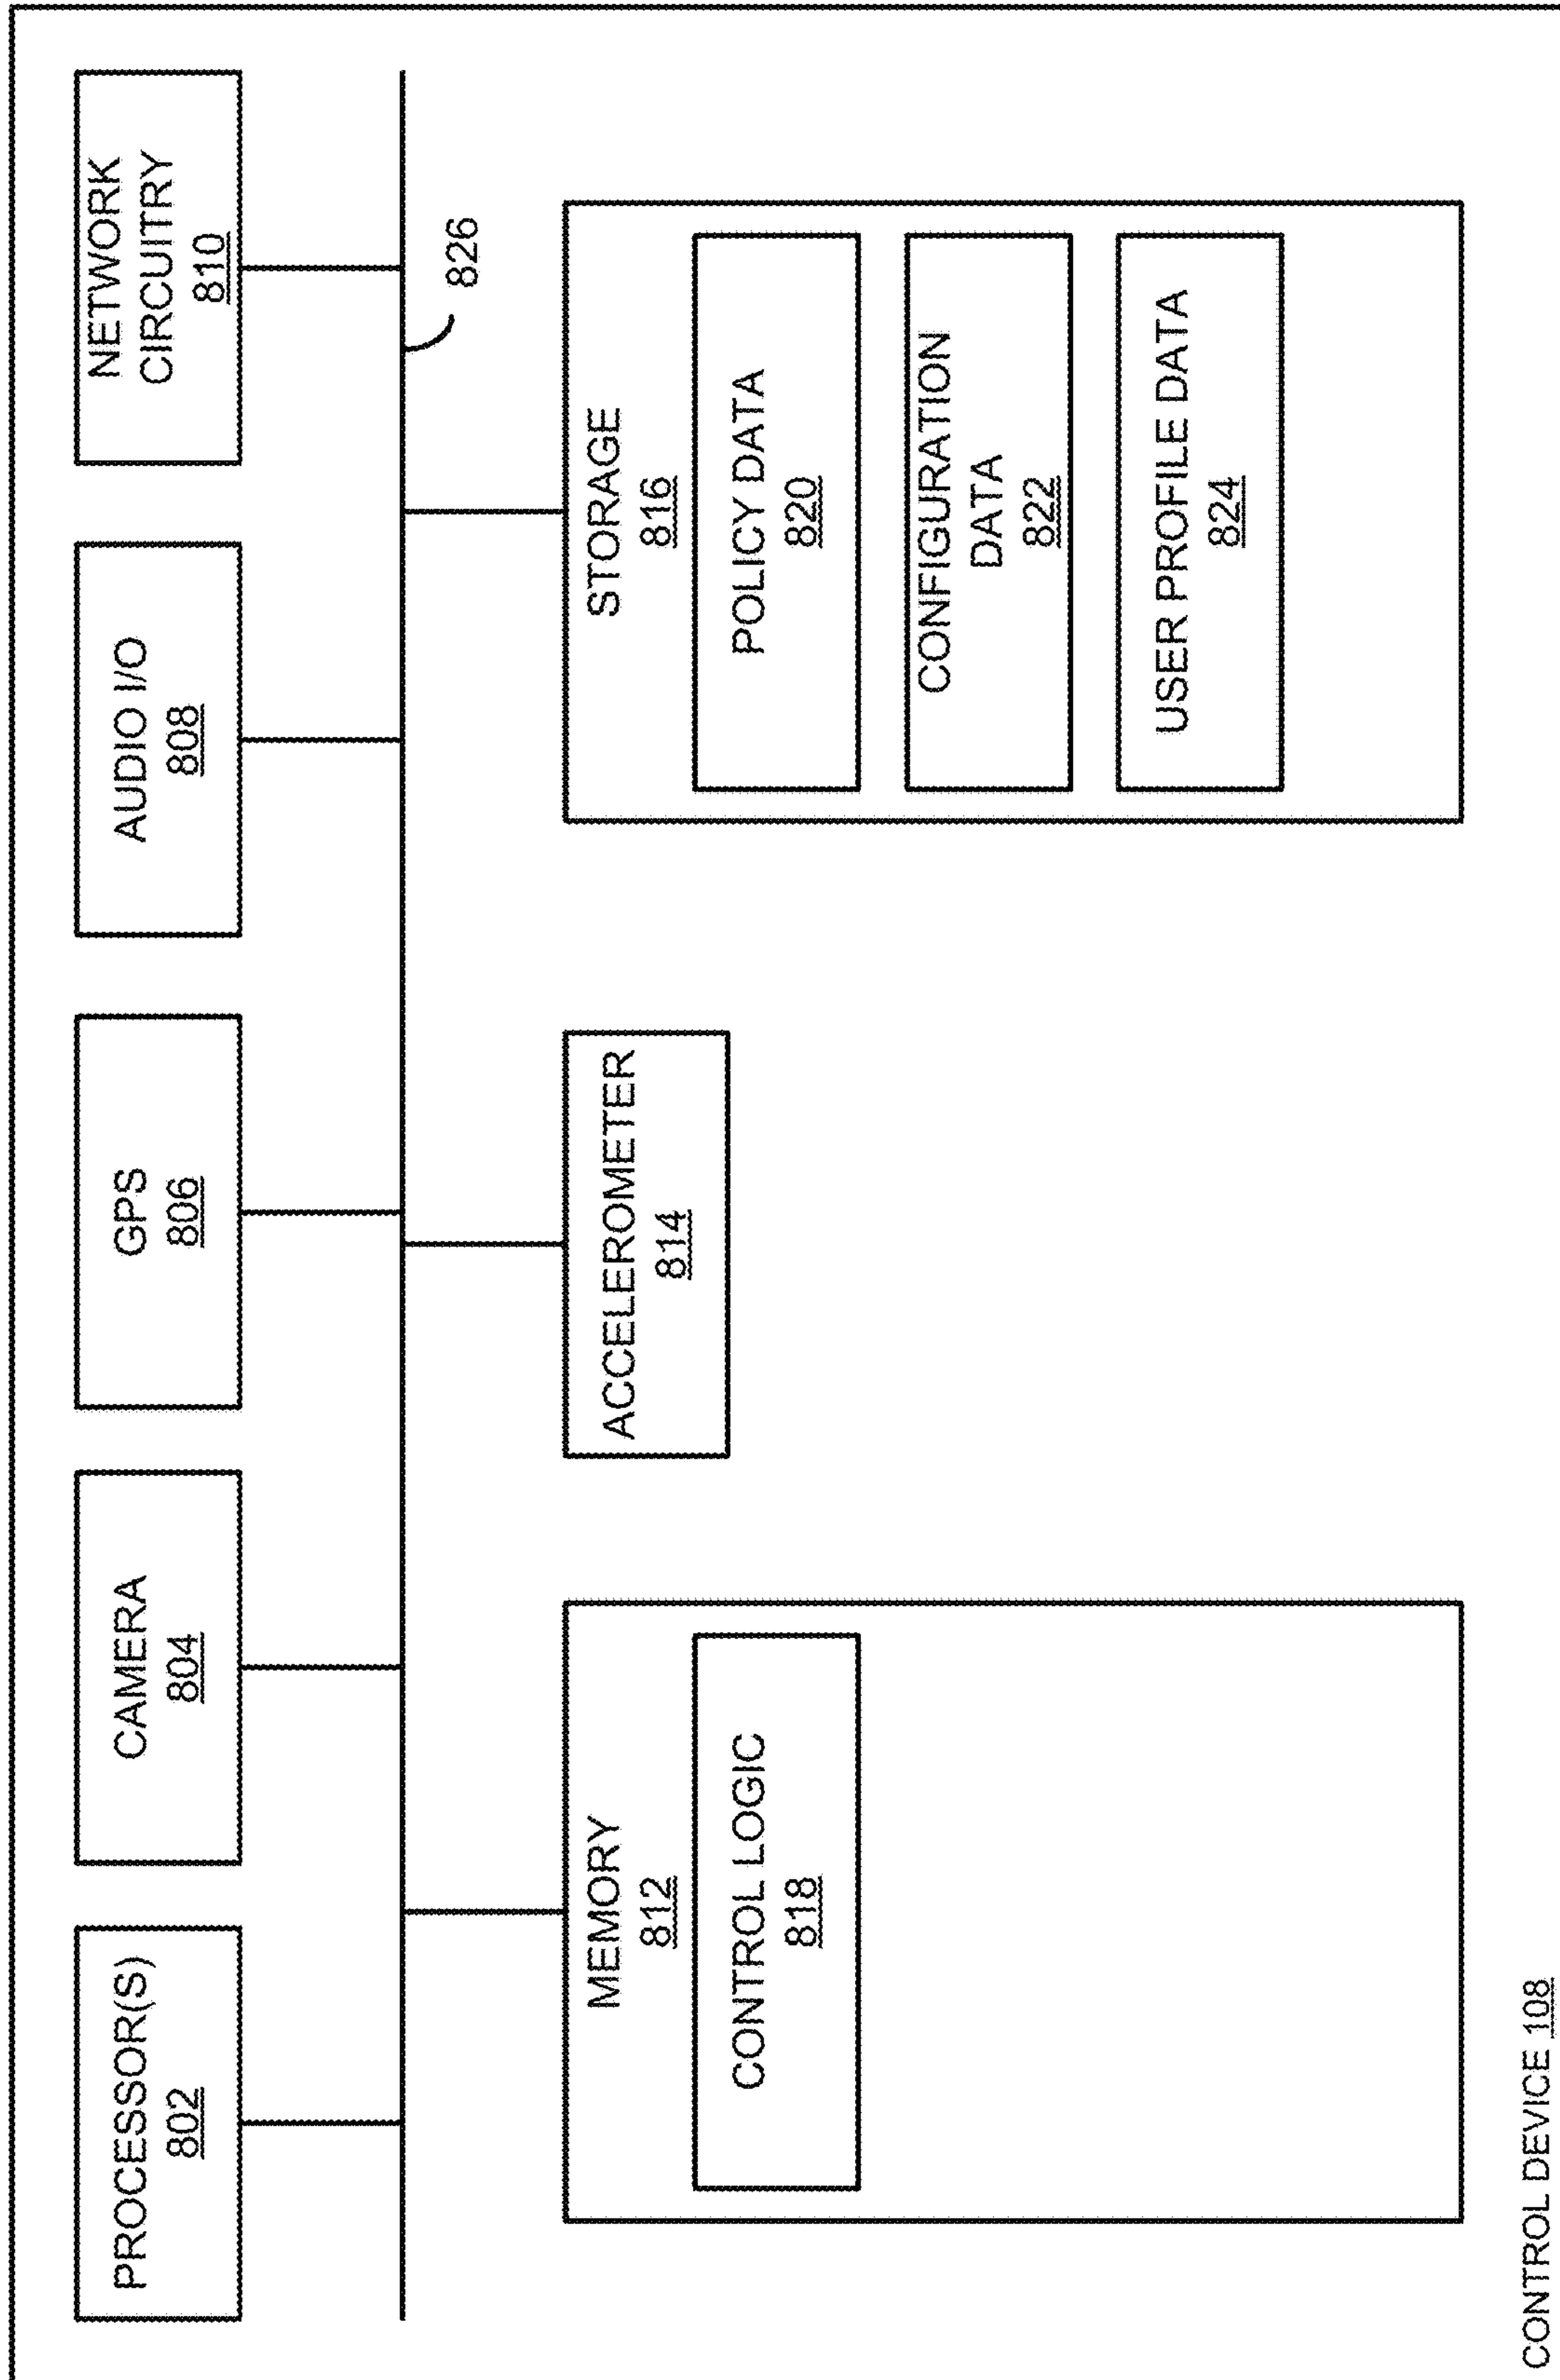 PROCESSOR(S)
802
CAMERA
804
GPS
806
AUDIO I/O
808
NETWORK
CIRCUITRY
810
826
MEMORY
812
CONTROL LOGIC
818
ACCELEROMETER
814
STORAGE
816
POLICY DATA
820
CONFIGURATION
DATA
822
USER PROFILE DATA
824
CONTROL DEVICE 108